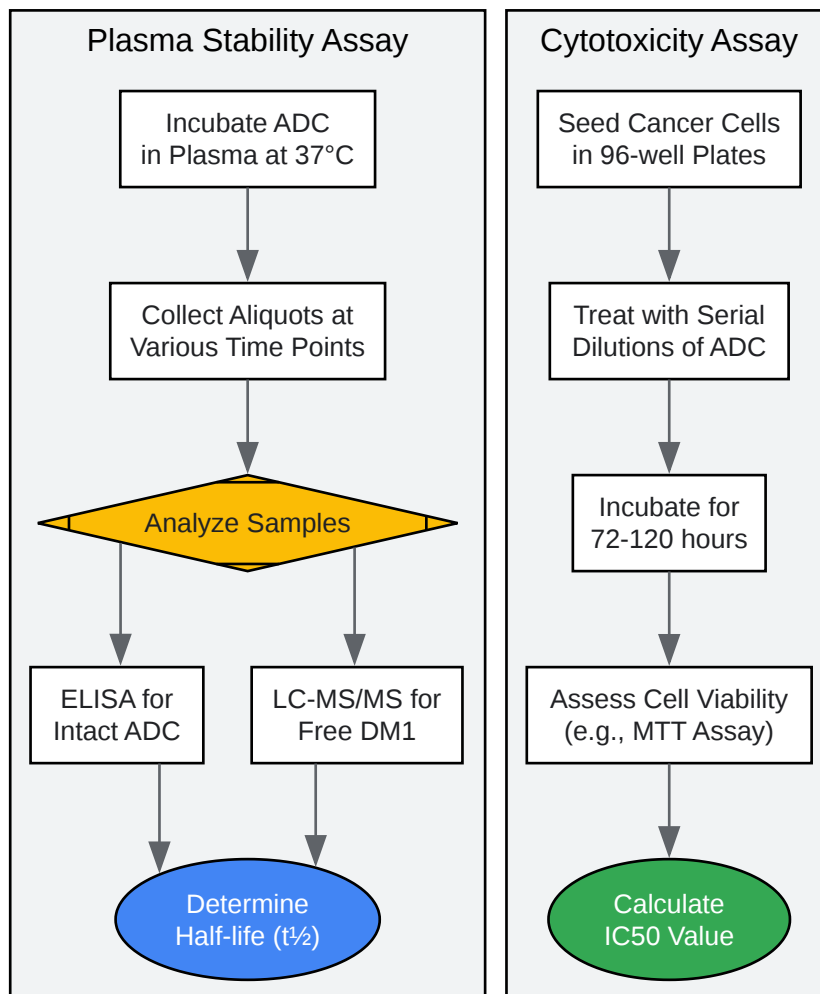 Plasma Stability Assay
Incubate ADC
in Plasma at 37°C
Collect Aliquots at
Various Time Points
Analyze Samples
ELISA for
Intact ADC
LC-MS/MS for
Free DM1
Determine
Half-life (t½)
Cytotoxicity Assay
Seed Cancer Cells
in 96-well Plates
Treat with Serial
Dilutions of ADC
Incubate for
72-120 hours
Assess Cell Viability
(e.g., MTT Assay)
Calculate
IC50 Value